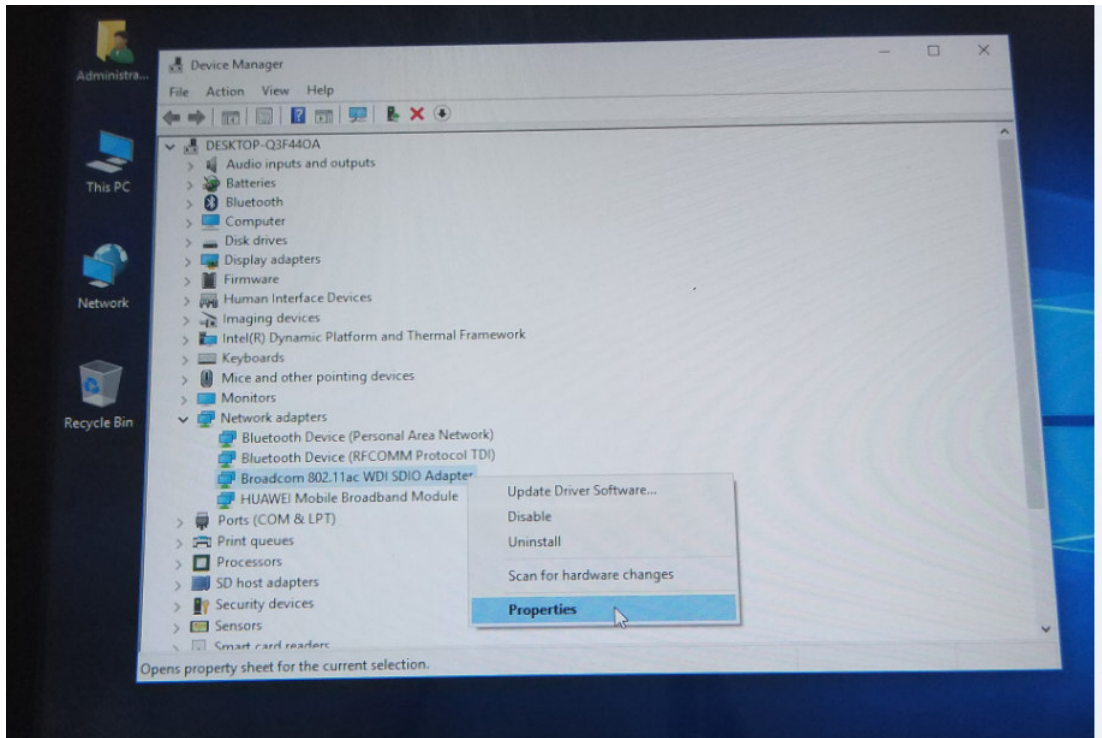 Administra...
This PC
Network
Recycle Bin
Device Manager
File Action View Help
DESKTOP-Q3F44OA
Audio inputs and outputs
Batteries
Bluetooth
Computer
Disk drives
Display adapters
Firmware
Human Interface Devices
Imaging devices
Intel(R) Dynamic Platform and Thermal Framework
Keyboards
Mice and other pointing devices
Monitors
Network adapters
Bluetooth Device (Personal Area Network)
Bluetooth Device (RFCOMM Protocol TDI)
Broadcom 802.11ac WDI SDIO Adapter
HUAWEI Mobile Broadband Module
Ports (COM & LPT)
Print queues
Processors
SD host adapters
Security devices
Sensors
Smart card readers
Update Driver Software...
Disable
Uninstall
Scan for hardware changes
Properties
Opens property sheet for the current selection.